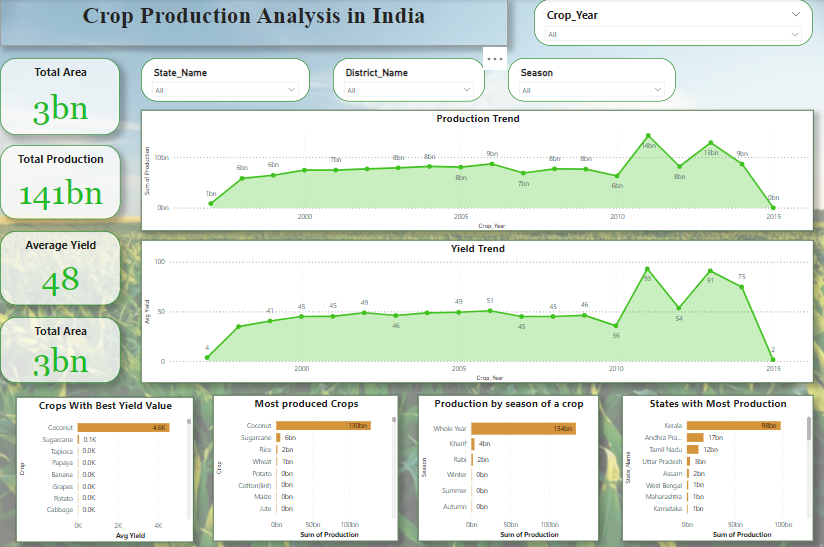 Crop Production Analysis in India
Crop_Year
All
Total Area
3bn
State_Name
All
District_Name
All
Season
All
Total Production
141bn
Average Yield
48
Total Area
3bn
Production Trend
Sum of Production
10bn
0bn
1bn
6bn
6bn
7bn
8bn
8bn
8bn
9bn
7bn
8bn
8bn
6bn
14bn
8bn
13bn
9bn
0bn
2000
2005
2010
2015
Crop_Year
Yield Trend
Avg Yield
100
50
0
4
41
45
45
49
46
49
51
45
45
46
36
93
54
91
75
2
2000
2005
2010
2015
Crop_Year
Crops With Best Yield Value
Crop
Coconut 4.6K
Sugarcane 0.1K
Tapioca 0.0K
Papaya 0.0K
Banana 0.0K
Grapes 0.0K
Potato 0.0K
Cabbage 0.0K
0K 2K 4K
Avg Yield
Most produced Crops
Crop
Coconut 130bn
Sugarcane 6bn
Rice 2bn
Wheat 1bn
Potato 0bn
Cotton(lint) 0bn
Maize 0bn
Jute 0bn
0bn 50bn 100bn
Sum of Production
Production by season of a crop
Season
Whole Year 134bn
Kharif 4bn
Rabi 2bn
Winter 0bn
Summer 0bn
Autumn 0bn
0bn 50bn 100bn
Sum of Production
States with Most Production
State_Name
Kerala 98bn
Andhra Pra... 17bn
Tamil Nadu 12bn
Uttar Pradesh 3bn
Assam 2bn
West Bengal 1bn
Maharashtra 1bn
Karnataka 1bn
0bn 50bn 100bn
Sum of Production